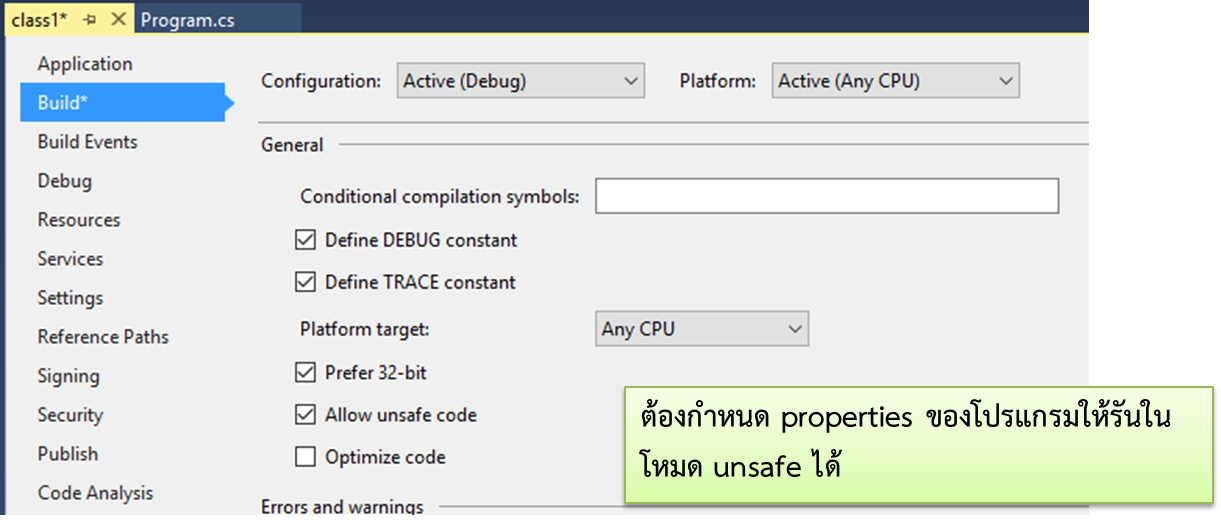 class1* Program.cs
Application
Configuration: Active (Debug) Platform: Active (Any CPU)
Build*
Build Events
General
Debug
Conditional compilation symbols:
Resources
Define DEBUG constant
Services
Define TRACE constant
Settings
Platform target: Any CPU
Reference Paths
Signing
Prefer 32-bit
Security
Allow unsafe code
Publish
Optimize code
Code Analysis
Errors and warnings
ต้องกำหนด properties ของโปรแกรมให้รันใน
โหมด unsafe ได้